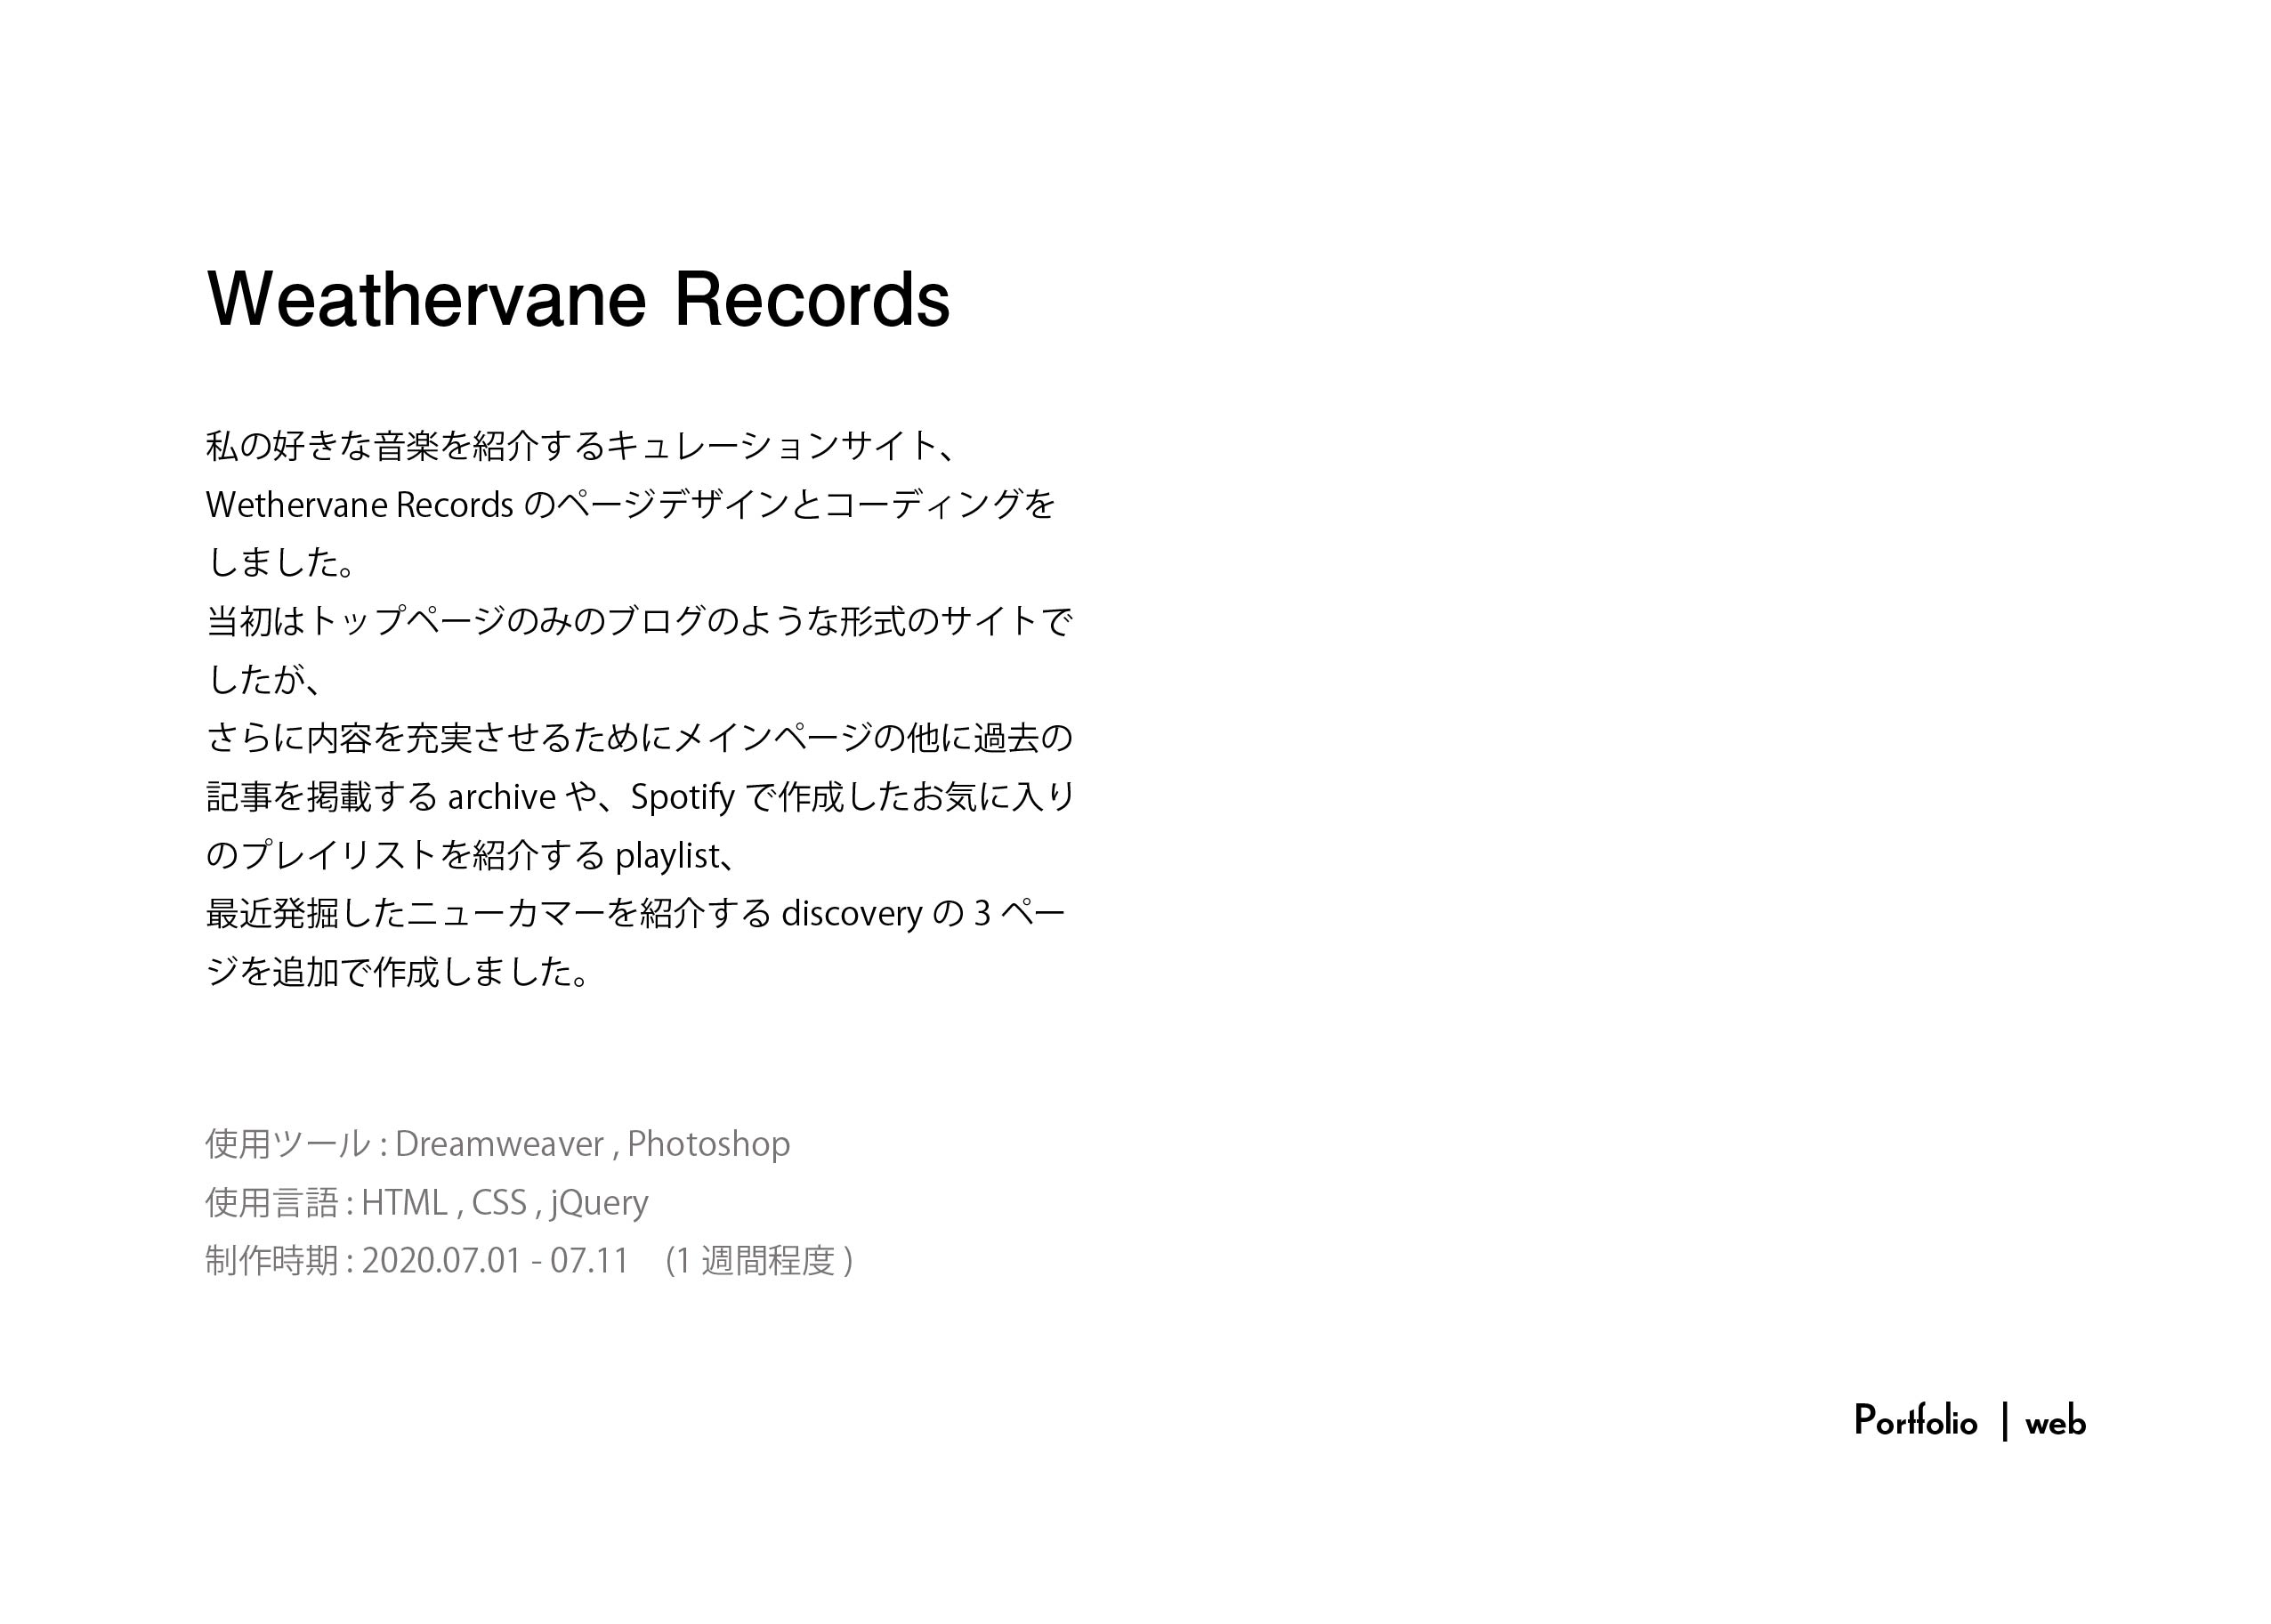 Weathervane Records
私の好きな音楽を紹介するキュレーションサイト、
Wethervane Records のページデザインとコーディングを
しました。
当初はトップページのみのブログのような形式のサイトで
したが、
さらに内容を充実させるためにメインページの他に過去の
記事を掲載する archive や、Spotify で作成したお気に入り
のプレイリストを紹介する playlist、
最近発掘したニューカマーを紹介する discovery の 3 ペー
ジを追加で作成しました。
使用ツール : Dreamweaver , Photoshop
使用言語 : HTML , CSS , jQuery
制作時期 : 2020.07.01 - 07.11 (1 週間程度 )
Portfolio | web